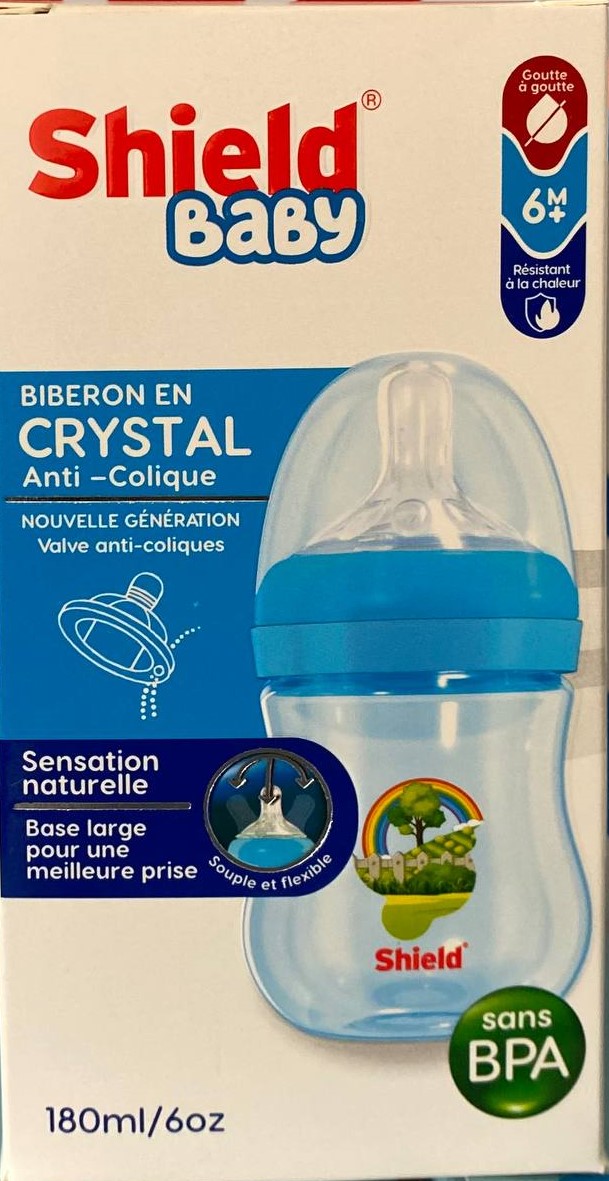 Shield®
BaBy
Goutte
à goutte
6M+
Résistant
à la chaleur
BIBERON EN
CRYSTAL
Anti –Colique
NOUVELLE GÉNÉRATION
Valve anti-coliques
Sensation
naturelle
Base large
pour une
meilleure prise
Souple et flexible
Shield
sans
BPA
180ml/6oz